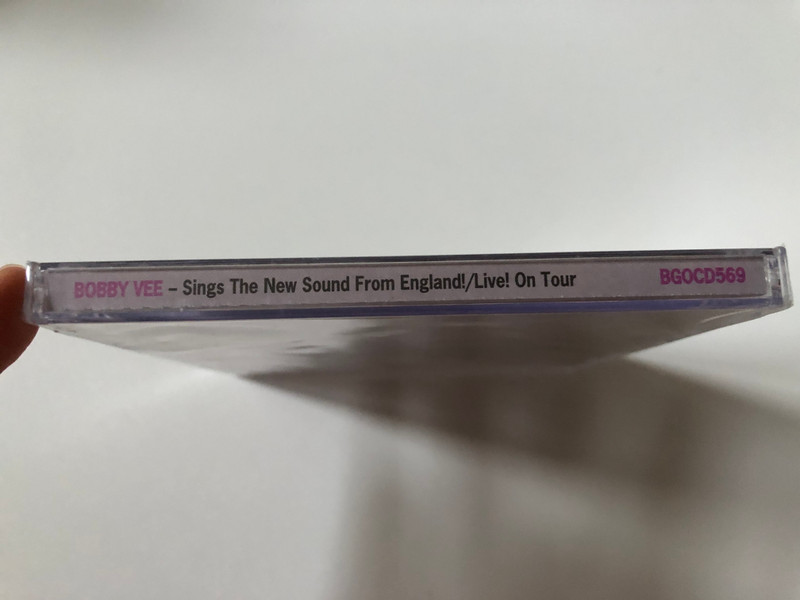 BOBBY VEE – Sings The New Sound From England!/Live! On Tour BGOCD569